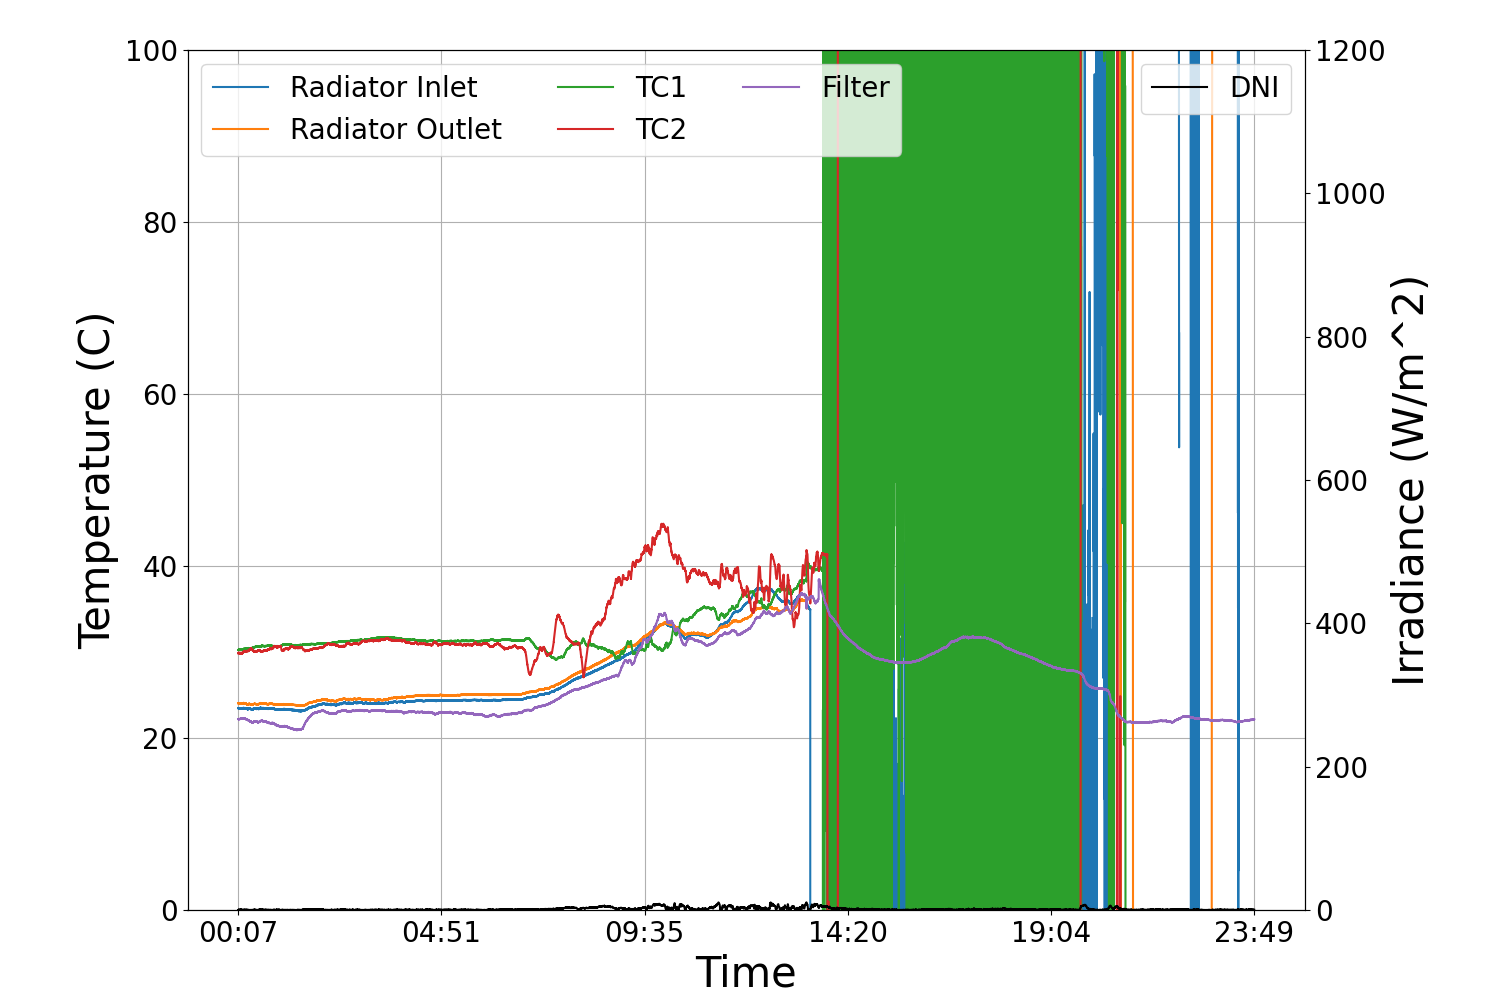 Radiator Inlet
Radiator Outlet
TC1
TC2
Filter
DNI
100
80
60
40
20
0
Temperature (C)
1200
1000
800
600
400
200
0
Irradiance (W/m^2)
00:07 04:51 09:35 14:20 19:04 23:49
Time